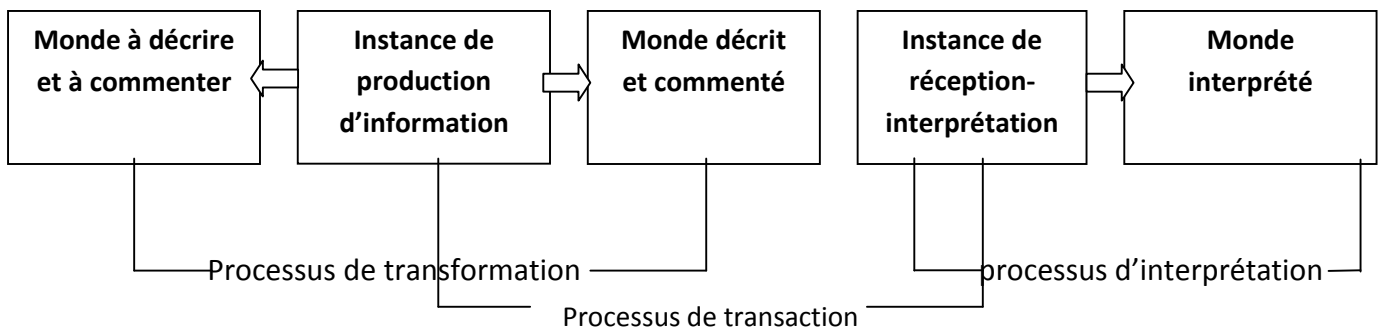 Monde à décrire
et à commenter
Instance de
production
d’information
Monde décrit
et commenté
Instance de
réception-
interprétation
Monde
interprété
Processus de transformation
processus d’interprétation
Processus de transaction